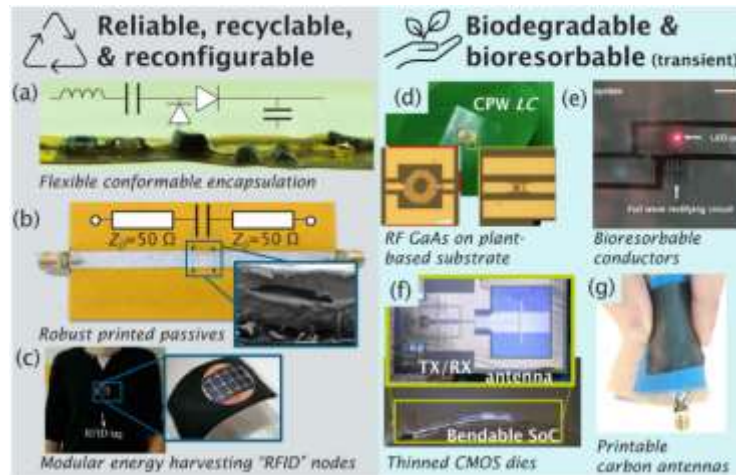 Reliable, recyclable,
& reconfigurable
(a)
Flexible conformable encapsulation
(b)
Z₀=50 Ω
Z₀=50 Ω
Robust printed passives
(c)
RFID tag
Modular energy harvesting "RFID" nodes
Biodegradable &
bioresorbable (transient)
(d)
CPW LC
RF GaAs on plant-
based substrate
(e)
LED
Full wave rectifying circuit
Bioresorbable
conductors
(f)
TX/RX
antenna
Bendable SoC
Thinned CMOS dies
(g)
Printable
carbon antennas